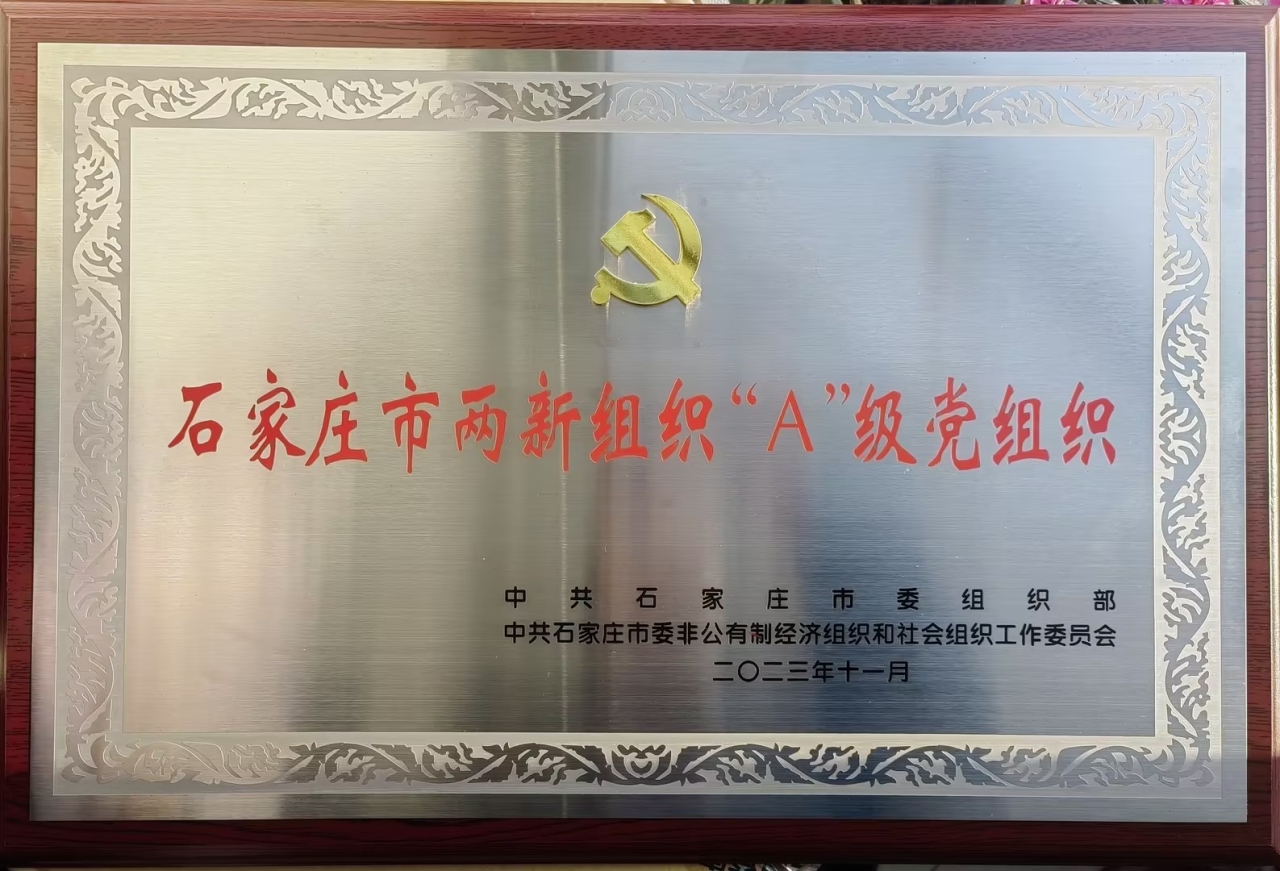 石家庄市两新组织“A”级党组织
中共石家庄市委组织部
中共石家庄市委非公有制经济组织和社会组织工作委员会
二〇二三年十一月